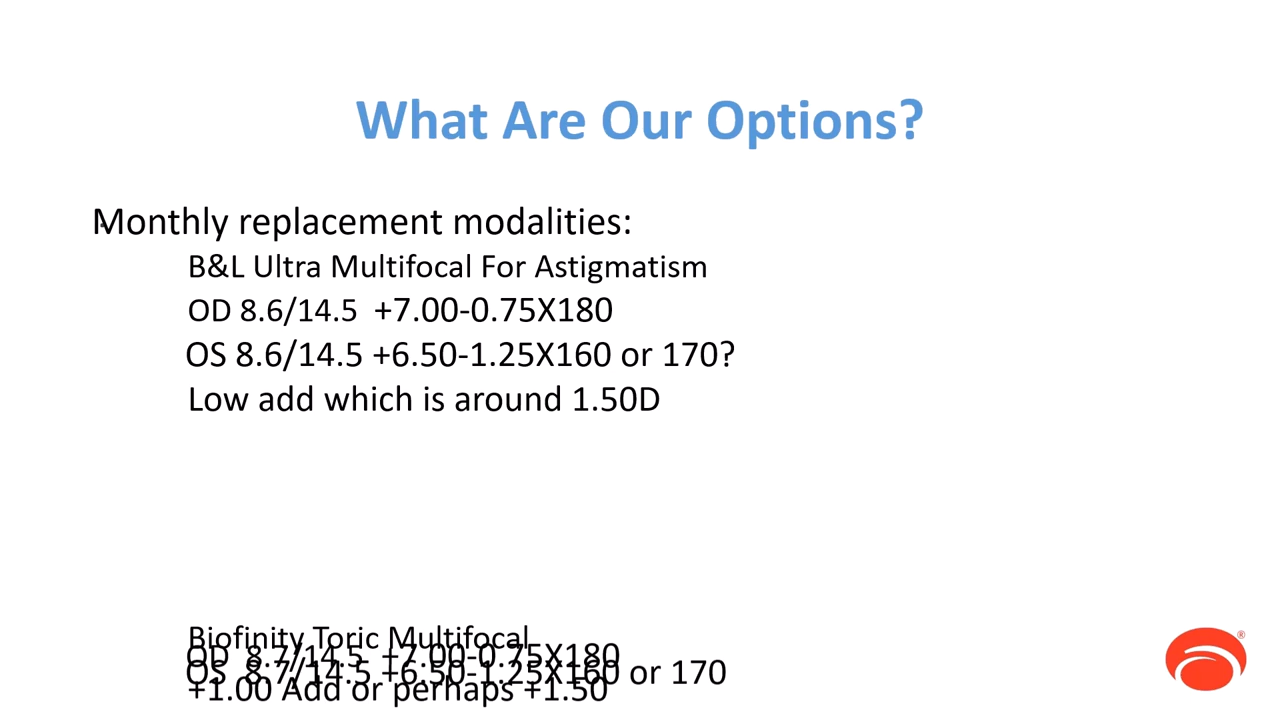 What Are Our Options?
Monthly replacement modalities:
B&L Ultra Multifocal For Astigmatism
OD 8.6/14.5 +7.00-0.75X180
OS 8.6/14.5 +6.50-1.25X160 or 170?
Low add which is around 1.50D
Biofinity Toric Multifocal
OD 8.7/14.5 +7.00-0.75X180
OS 8.7/14.5 +6.50-1.25X160 or 170
+1.00 Add or perhaps +1.50
®